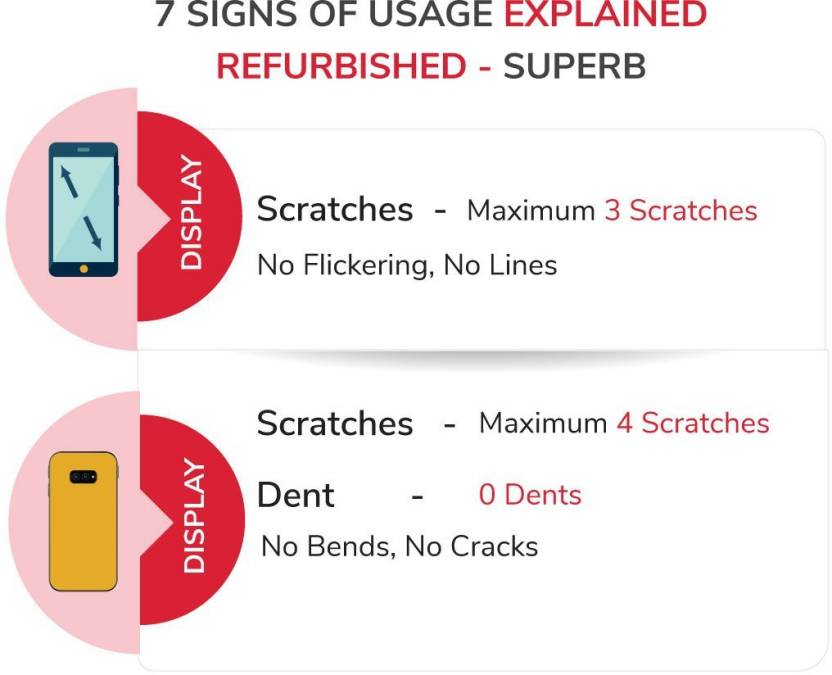 7 SIGNS OF USAGE EXPLAINED
REFURBISHED - SUPERB
DISPLAY
Scratches - Maximum 3 Scratches
No Flickering, No Lines
DISPLAY
Scratches - Maximum 4 Scratches
Dent - 0 Dents
No Bends, No Cracks